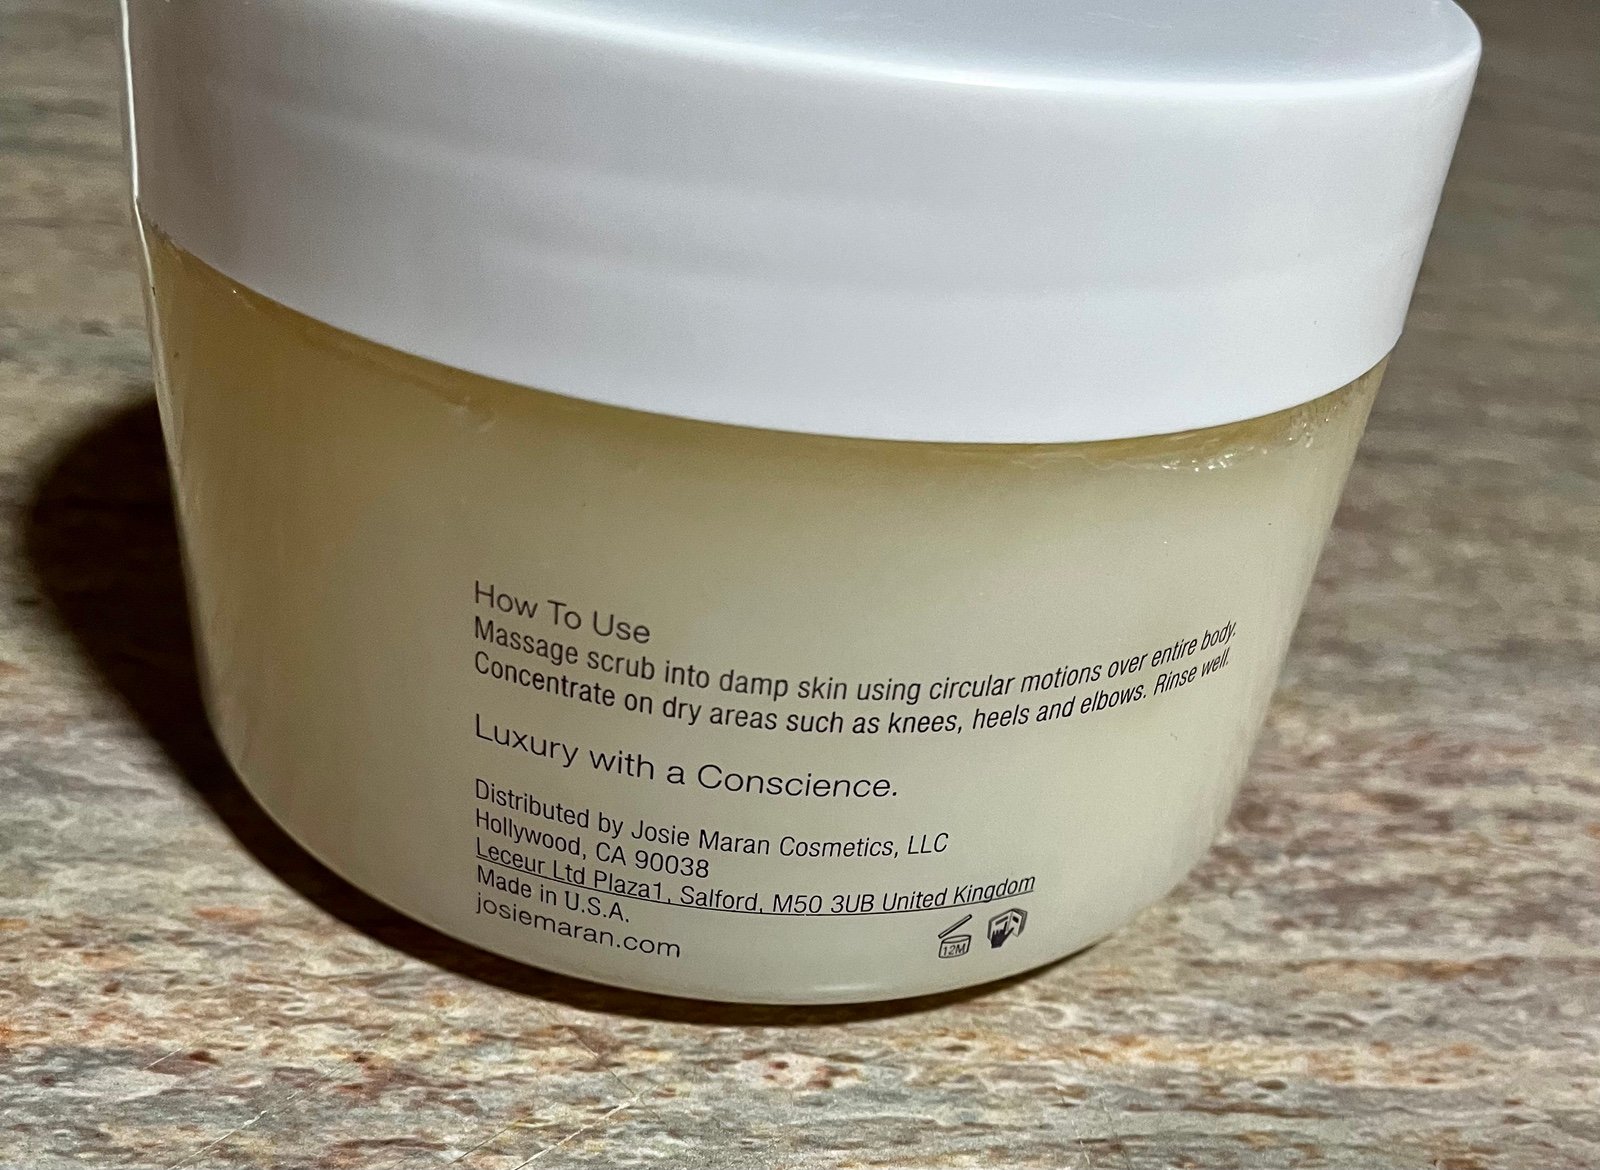 How To Use
Massage scrub into damp skin using circular motions over entire body.
Concentrate on dry areas such as knees, heels and elbows. Rinse well.
Luxury with a Conscience.
Distributed by Josie Maran Cosmetics, LLC
Hollywood, CA 90038
Leceur Ltd Plaza1, Salford, M50 3UB United Kingdom
Made in U.S.A.
josiemaran.com
12M